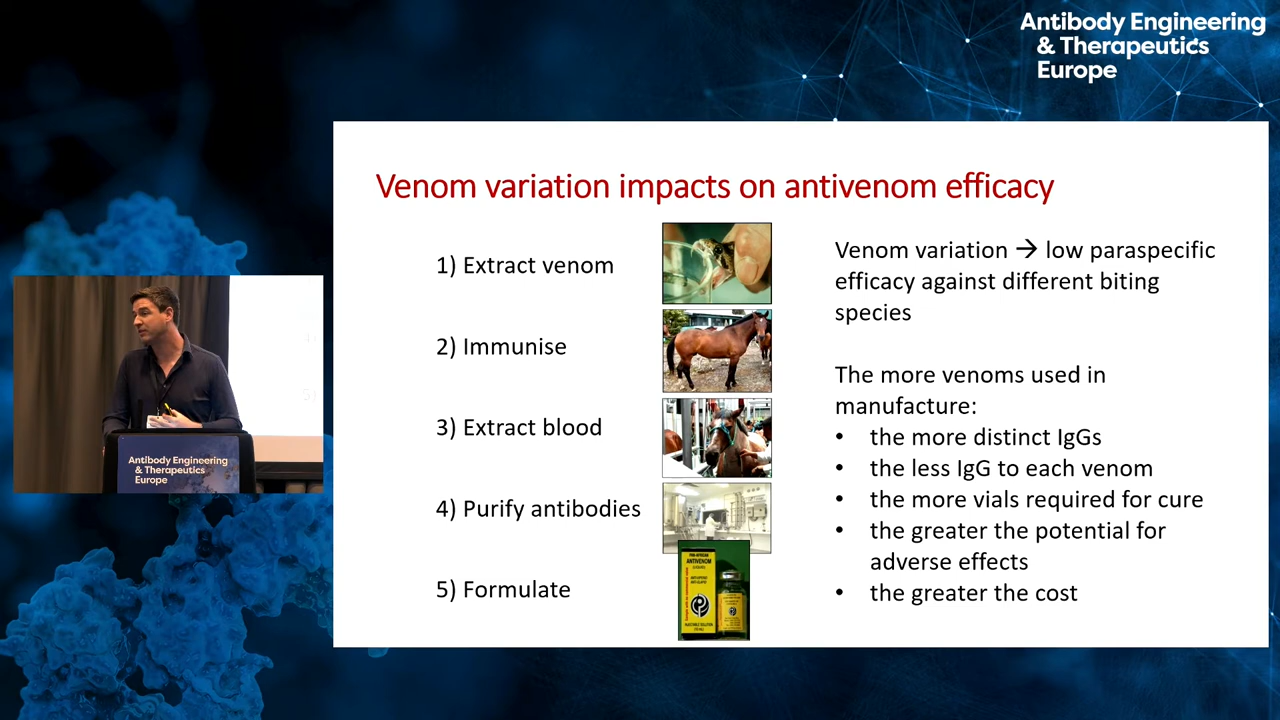 Antibody Engineering
& Therapeutics
Europe
Venom variation impacts on antivenom efficacy
1) Extract venom
2) Immunise
3) Extract blood
4) Purify antibodies
5) Formulate
ANTIVENOM
Venom variation → low paraspecific
efficacy against different biting
species
The more venoms used in
manufacture:
• the more distinct IgGs
• the less IgG to each venom
• the more vials required for cure
• the greater the potential for
adverse effects
• the greater the cost
Antibody Engineering
& Therapeutics
Europe